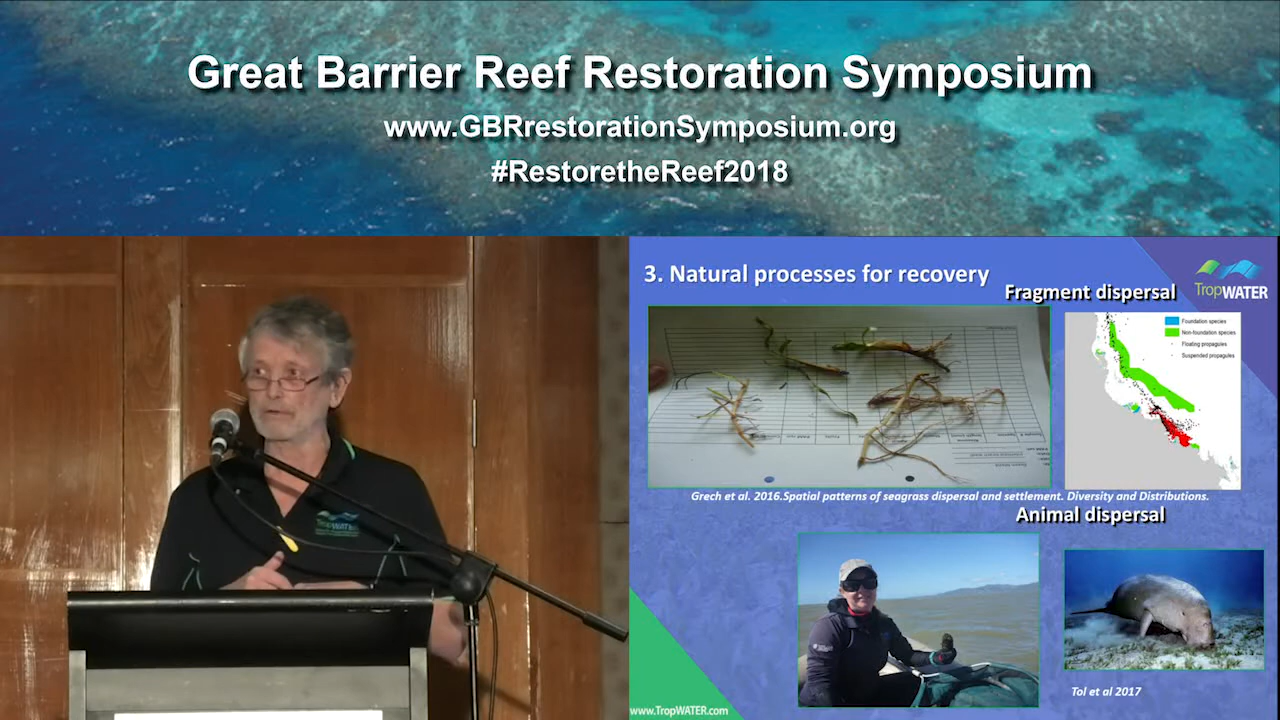 Great Barrier Reef Restoration Symposium
www.GBRrestorationSymposium.org
#RestoretheReef2018
3. Natural processes for recovery
TropWATER
Fragment dispersal
Foundation species
Non-foundation species
Floating propagules
Suspended propagules
Grech et al. 2016.Spatial patterns of seagrass dispersal and settlement. Diversity and Distributions.
Animal dispersal
Tol et al 2017
www.TropWATER.com
TropWATER